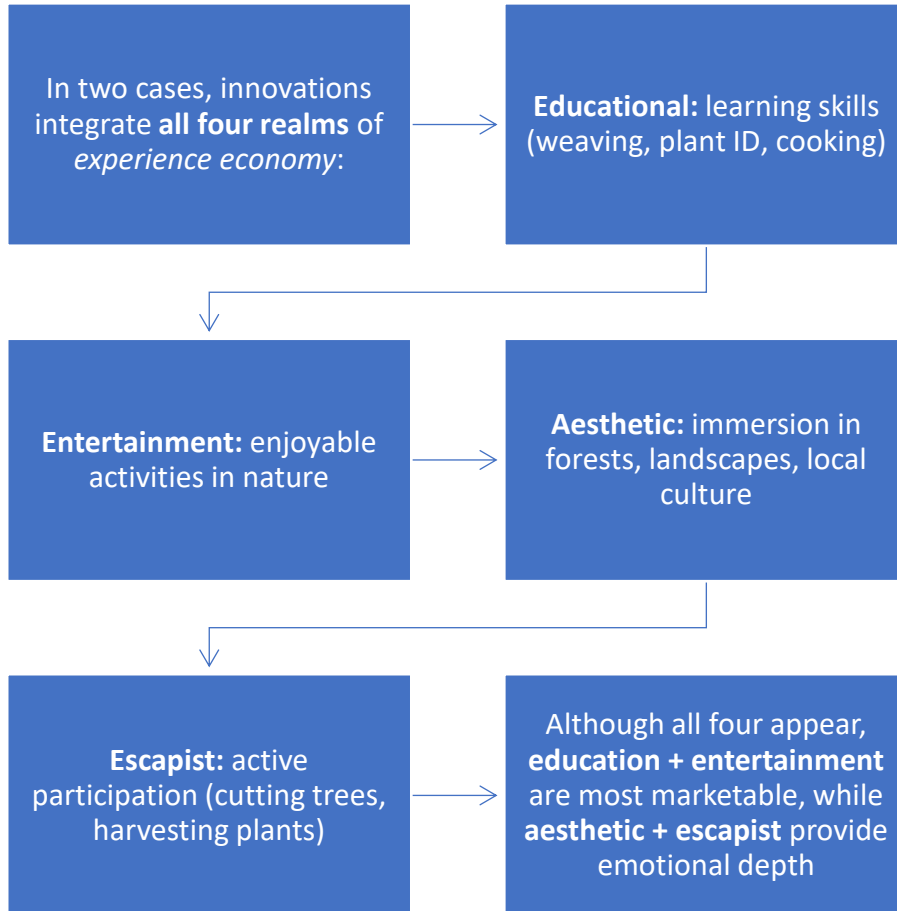 In two cases, innovations
integrate all four realms of
experience economy:
Educational: learning skills
(weaving, plant ID, cooking)
Entertainment: enjoyable
activities in nature
Aesthetic: immersion in
forests, landscapes, local
culture
Escapist: active
participation (cutting trees,
harvesting plants)
Although all four appear,
education + entertainment
are most marketable, while
aesthetic + escapist provide
emotional depth